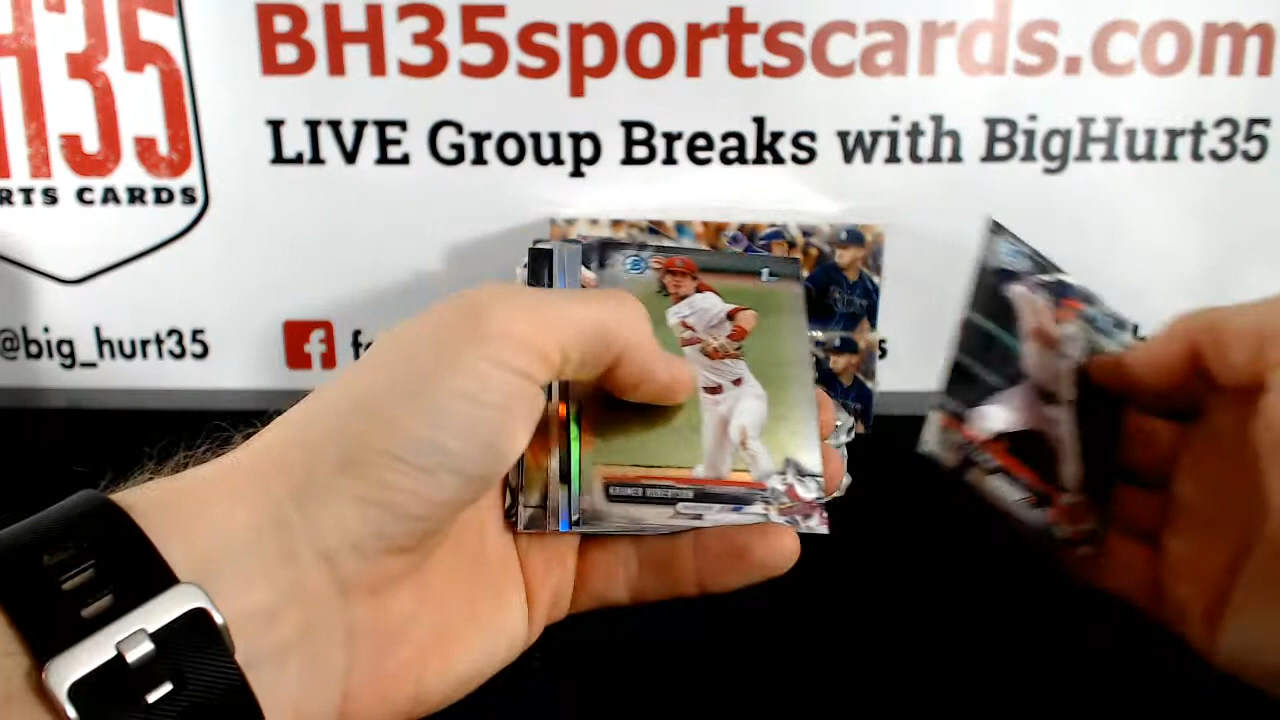 BH35sportscards.com
LIVE Group Breaks with BigHurt35
H35
RTS CARDS
@big_hurt35
f